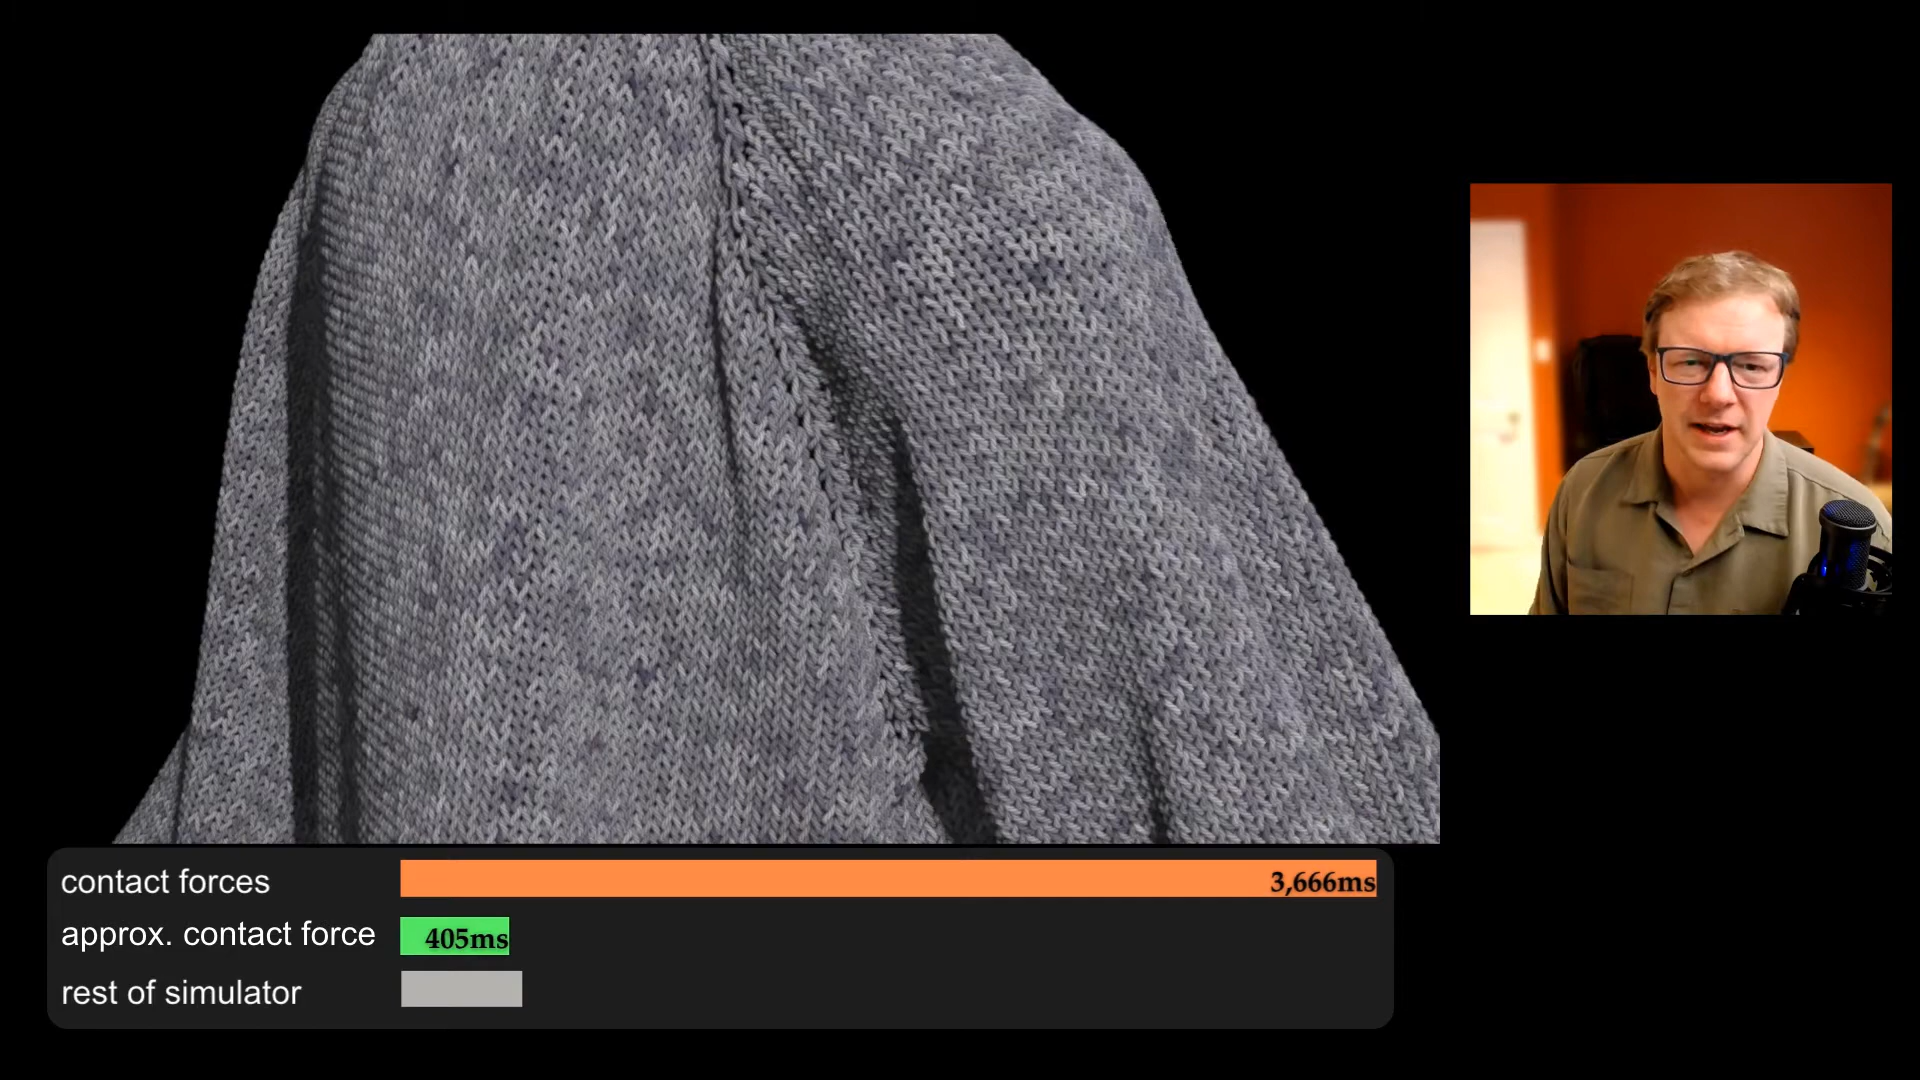 contact forces 3,666ms
approx. contact force 405ms
rest of simulator